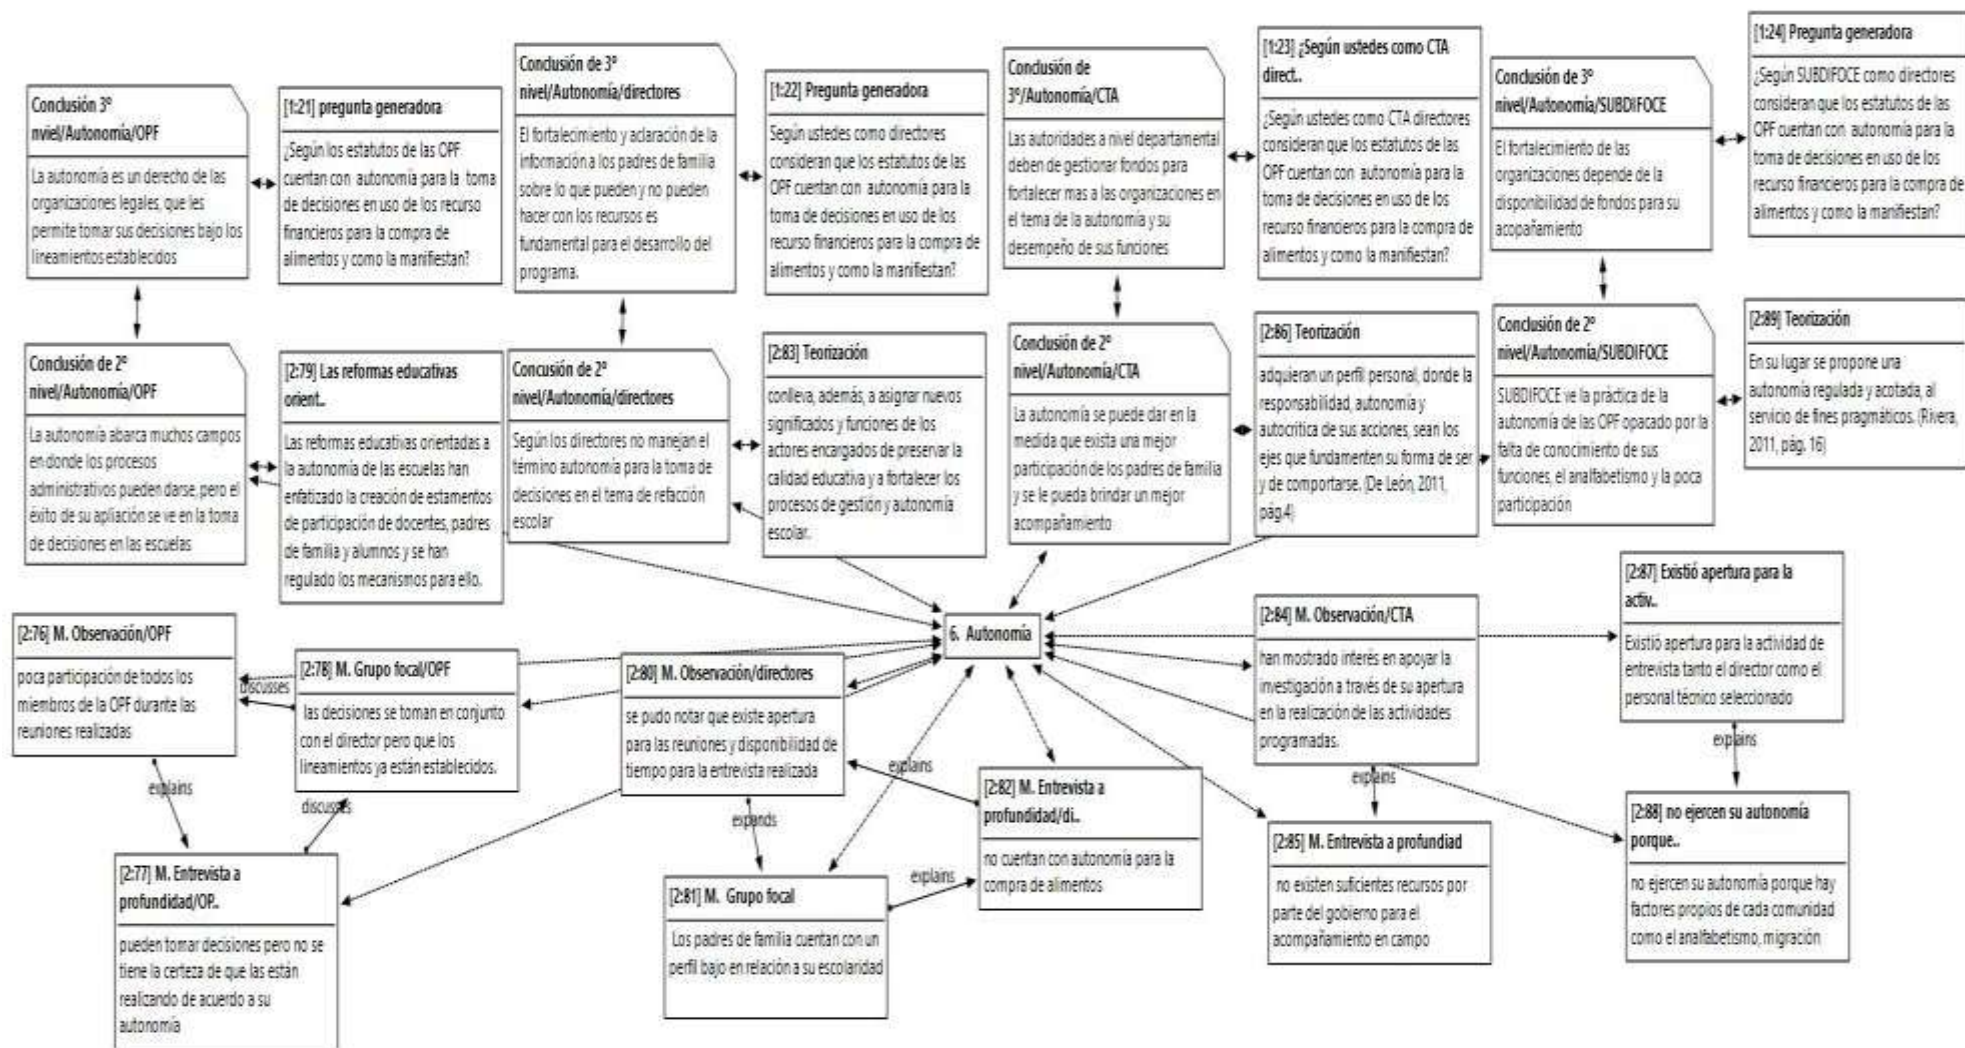 Conclusión 3º
nviel/Autonomía/OPF
La autonomía es un derecho de las
organizaciones legales, que les
permite tomar sus decisiones bajo los
lineamientos establecidos
[1:21] pregunta generadora
¿Según los estatutos de las OPF
cuentan con autonomía para la toma
de decisiones en uso de los recurso
financieros para la compra de
alimentos y como la manifiestan?
Conclusión de 3º
nivel/Autonomía/directores
El fortalecimiento y aclaración de la
información a los padres de familia
sobre lo que pueden y no pueden
hacer con los recursos es
fundamental para el desarrollo del
programa.
[1:22] Pregunta generadora
Según ustedes como directores
consideran que los estatutos de las
OPF cuentan con autonomía para la
toma de decisiones en uso de los
recurso financieros para la compra de
alimentos y como la manifiestan?
Conclusión de
3º/Autonomía/CTA
Las autoridades a nivel departamental
deben de gestionar fondos para
fortalecer mas a las organizaciones en
el tema de la autonomía y su
desempeño de sus funciones
[1:23] ¿Según ustedes como CTA
direct..
¿Según ustedes como CTA directores
consideran que los estatutos de las
OPF cuentan con autonomía para la
toma de decisiones en uso de los
recurso financieros para la compra de
alimentos y como la manifiestan?
Conclusión de 3º
nivel/Autonomía/SUBDIFOCE
El fortalecimiento de las
organizaciones depende de la
disponibilidad de fondos para su
acopañamiento
[1:24] Pregunta generadora
¿Según SUBDIFOCE como directores
consideran que los estatutos de las
OPF cuentan con autonomía para la
toma de decisiones en uso de los
recurso financieros para la compra de
alimentos y como la manifiestan?
Conclusión de 2º
nivel/Autonomía/OPF
La autonomía abarca muchos campos
en donde los procesos
administrativos pueden darse, pero el
éxito de su apliación se ve en la toma
de decisiones en las escuelas
[2:79] Las reformas educativas
orient..
Las reformas educativas orientadas a
la autonomía de las escuelas han
enfatizado la creación de estamentos
de participación de docentes, padres
de familia y alumnos y se han
regulado los mecanismos para ello.
Concusión de 2º
nivel/Autonomía/directores
Según los directores no manejan el
término autonomía para la toma de
decisiones en el tema de refacción
escolar
[2:83] Teorización
conlleva, además, a asignar nuevos
significados y funciones de los
actores encargados de preservar la
calidad educativa y a fortalecer los
procesos de gestión y autonomía
escolar.
Conclusión de 2º
nivel/Autonomía/CTA
La autonomía se puede dar en la
medida que exista una mejor
participación de los padres de familia
y se le pueda brindar un mejor
acompañamiento
[2:86] Teorización
adquieran un perfil personal, donde la
responsabilidad, autonomía y
autocritica de sus acciones, sean los
ejes que fundamenten su forma de ser
y de comportarse. (De León, 2011,
pág.4)
Conclusión de 2º
nivel/Autonomía/SUBDIFOCE
SUBDIFOCE ve la práctica de la
autonomía de las OPF opacado por la
falta de conocimiento de sus
funciones, el analfabetismo y la poca
participación
[2:89] Teorización
En su lugar se propone una
autonomía regulada y acotada, al
servicio de fines pragmáticos. (Rivera,
2011, pág. 16)
6. Autonomía
[2:76] M. Observación/OPF
poca participación de todos los
miembros de la OPF durante las
reuniones realizadas
discusses
[2:78] M. Grupo focal/OPF
las decisiones se toman en conjunto
con el director pero que los
lineamientos ya están establecidos.
[2:80] M. Observación/directores
se pudo notar que existe apertura
para las reuniones y disponibilidad de
tiempo para la entrevista realizada
[2:84] M. Observación/CTA
han mostrado interés en apoyar la
investigación a través de su apertura
en la realización de las actividades
programadas.
[2:87] Existió apertura para la
activ..
Existió apertura para la actividad de
entrevista tanto el director como el
personal técnico seleccionado
explains
discusses
expands
explains
explains
explains
[2:77] M. Entrevista a
profundidad/OP..
pueden tomar decisiones pero no se
tiene la certeza de que las están
realizando de acuerdo a su
autonomía
[2:81] M. Grupo focal
Los padres de familia cuentan con un
perfil bajo en relación a su escolaridad
explains
[2:82] M. Entrevista a
profundidad/di..
no cuentan con autonomía para la
compra de alimentos
[2:85] M. Entrevista a profundiad
no existen suficientes recursos por
parte del gobierno para el
acompañamiento en campo
[2:88] no ejercen su autonomía
porque..
no ejercen su autonomía porque hay
factores propios de cada comunidad
como el analfabetismo, migración